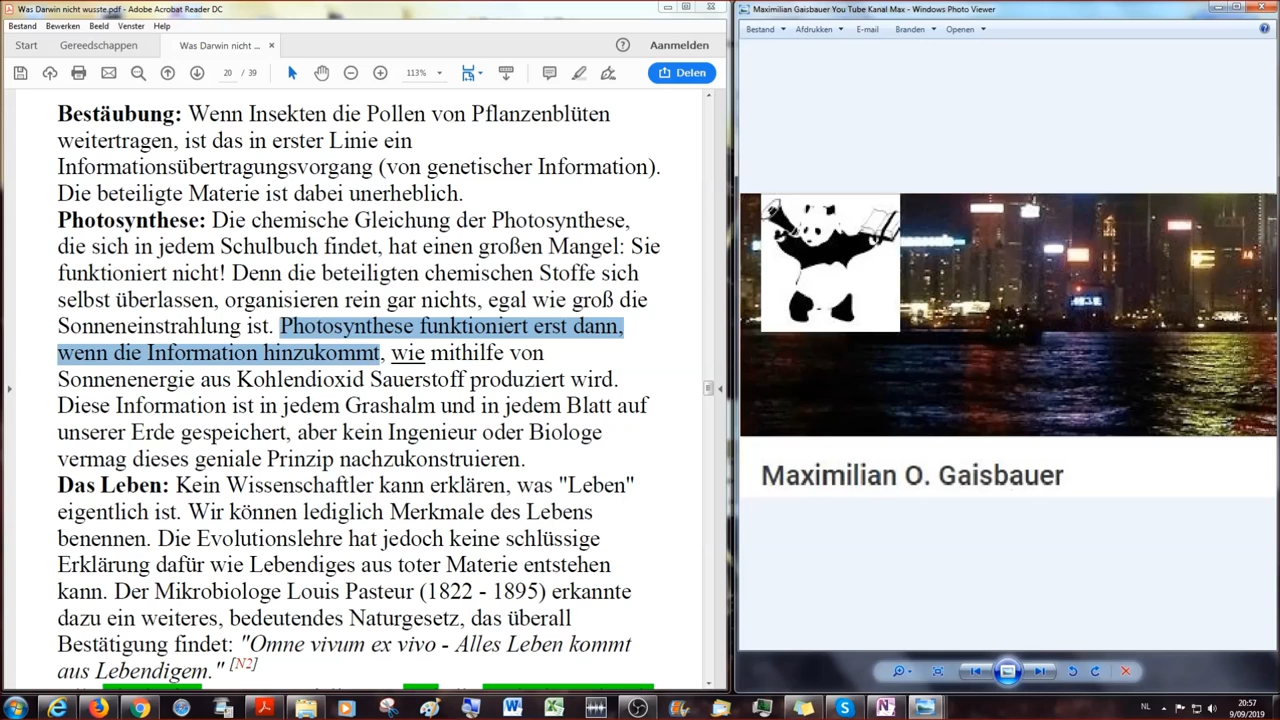 Was Darwin nicht wusste.pdf - Adobe Acrobat Reader DC
Bestand Bewerken Beeld Venster Help
Start Gereedschappen Was Darwin nicht ... × Aanmelden
20 / 39 113% Delen
Bestäubung: Wenn Insekten die Pollen von Pflanzenblüten
weitertragen, ist das in erster Linie ein
Informationsübertragungsvorgang (von genetischer Information).
Die beteiligte Materie ist dabei unerheblich.
Photosynthese: Die chemische Gleichung der Photosynthese,
die sich in jedem Schulbuch findet, hat einen großen Mangel: Sie
funktioniert nicht! Denn die beteiligten chemischen Stoffe sich
selbst überlassen, organisieren rein gar nichts, egal wie groß die
Sonneneinstrahlung ist. Photosynthese funktioniert erst dann,
wenn die Information hinzukommt, wie mithilfe von
Sonnenenergie aus Kohlendioxid Sauerstoff produziert wird.
Diese Information ist in jedem Grashalm und in jedem Blatt auf
unserer Erde gespeichert, aber kein Ingenieur oder Biologe
vermag dieses geniale Prinzip nachzukonstruieren.
Das Leben: Kein Wissenschaftler kann erklären, was "Leben"
eigentlich ist. Wir können lediglich Merkmale des Lebens
benennen. Die Evolutionslehre hat jedoch keine schlüssige
Erklärung dafür wie Lebendiges aus toter Materie entstehen
kann. Der Mikrobiologe Louis Pasteur (1822 - 1895) erkannte
dazu ein weiteres, bedeutendes Naturgesetz, das überall
Bestätigung findet: "Omne vivum ex vivo - Alles Leben kommt
aus Lebendigem." [N2]
Maximilian Gaisbauer You Tube Kanal Max - Windows Photo Viewer
Bestand Afdrukken E-mail Branden Openen
Maximilian O. Gaisbauer
NL 20:57
9/09/2019